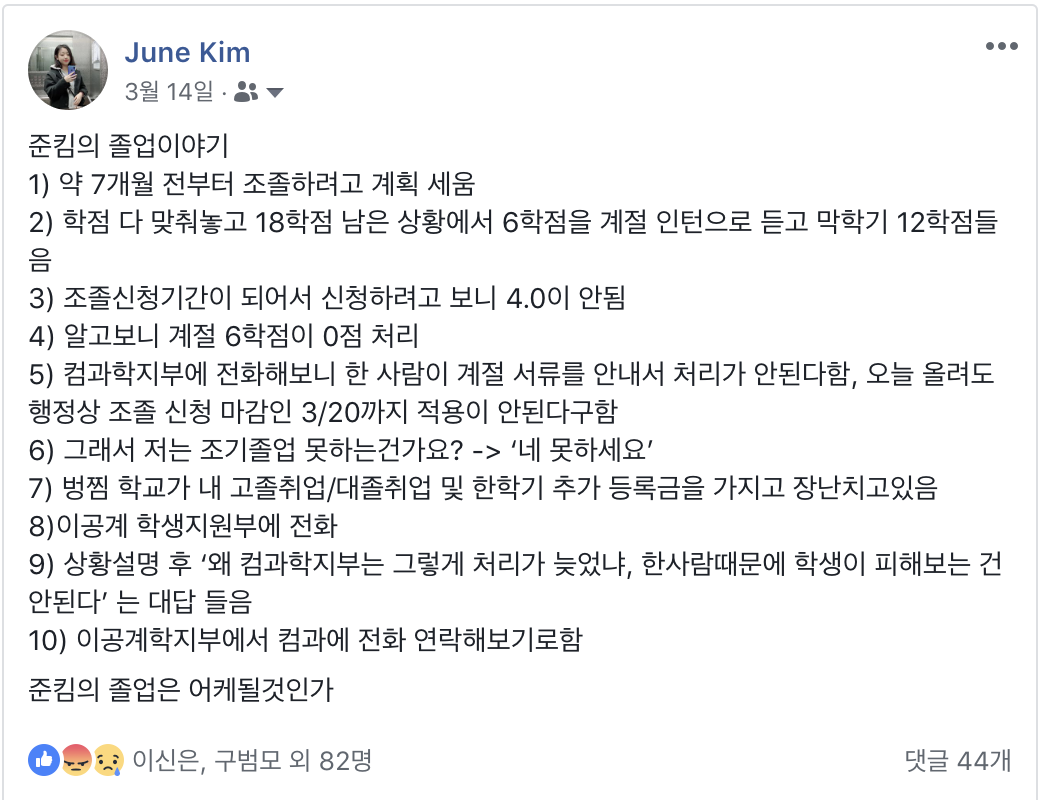 June Kim
3월 14일 ·
준킴의 졸업이야기
1) 약 7개월 전부터 조졸하려고 계획 세움
2) 학점 다 맞춰놓고 18학점 남은 상황에서 6학점을 계절 인턴으로 듣고 막학기 12학점들
음
3) 조졸신청기간이 되어서 신청하려고 보니 4.0이 안됨
4) 알고보니 계절 6학점이 0점 처리
5) 컴과학지부에 전화해보니 한 사람이 계절 서류를 안내서 처리가 안된다함, 오늘 올려도
행정상 조졸 신청 마감인 3/20까지 적용이 안된다구함
6) 그래서 저는 조기졸업 못하는건가요? -> ‘네 못하세요’
7) 벙찜 학교가 내 고졸취업/대졸취업 및 한학기 추가 등록금을 가지고 장난치고있음
8)이공계 학생지원부에 전화
9) 상황설명 후 ‘왜 컴과학지부는 그렇게 처리가 늦었냐, 한사람때문에 학생이 피해보는 건
안된다’ 는 대답 들음
10) 이공계학지부에서 컴과에 전화 연락해보기로함
준킴의 졸업은 어케될것인가
이신은, 구범모 외 82명
댓글 44개